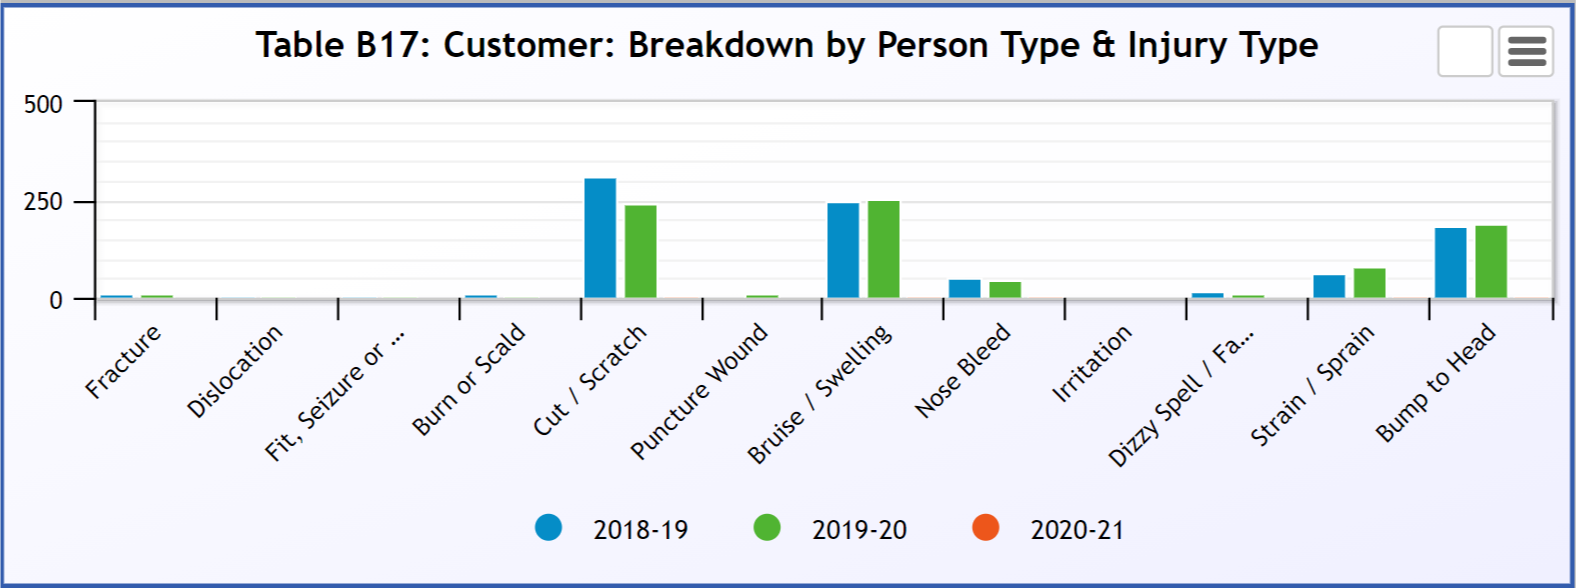 Table B17: Customer: Breakdown by Person Type & Injury Type
500
250
0
Fracture
Dislocation
Fit, Seizure or ...
Burn or Scald
Cut / Scratch
Puncture Wound
Bruise / Swelling
Nose Bleed
Irritation
Dizzy Spell / Fa...
Strain / Sprain
Bump to Head
2018-19 2019-20 2020-21